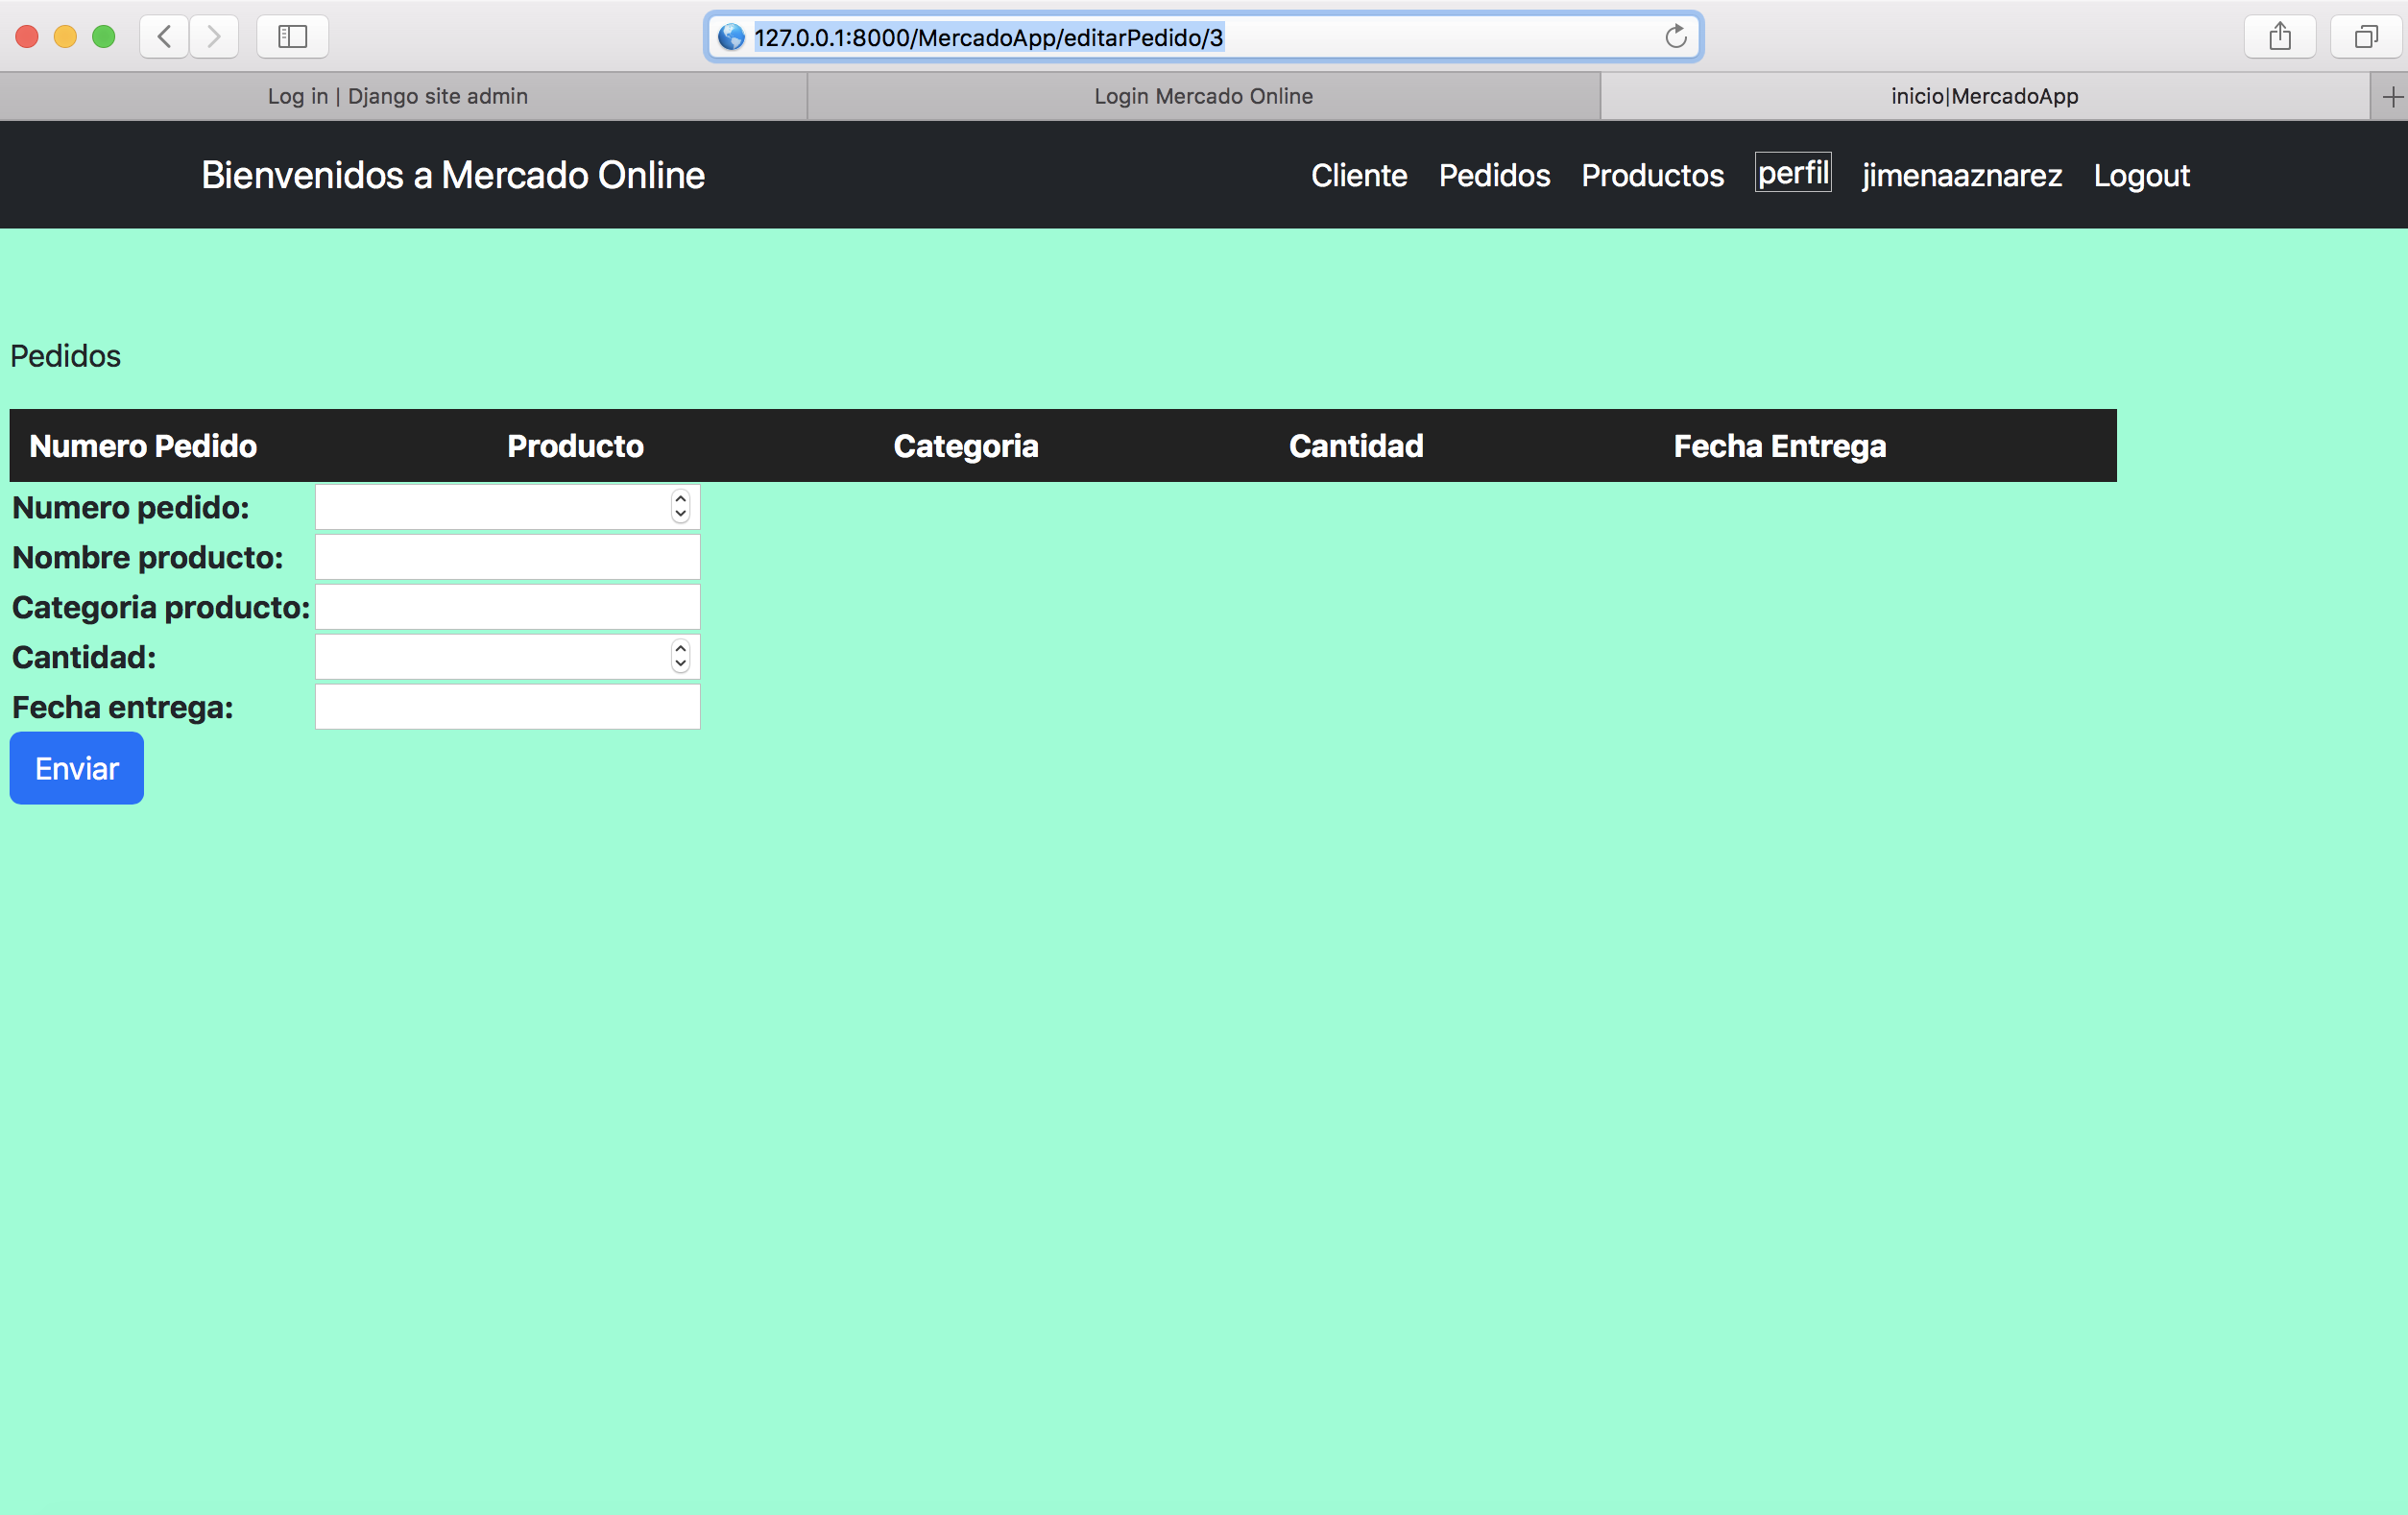 127.0.0.1:8000/MercadoApp/editarPedido/3
Log in | Django site admin
Login Mercado Online
inicio|MercadoApp
Bienvenidos a Mercado Online
Cliente Pedidos Productos perfil jimenaaznarez Logout
Pedidos
Numero Pedido Producto Categoria Cantidad Fecha Entrega
Numero pedido:
Nombre producto:
Categoria producto:
Cantidad:
Fecha entrega:
Enviar